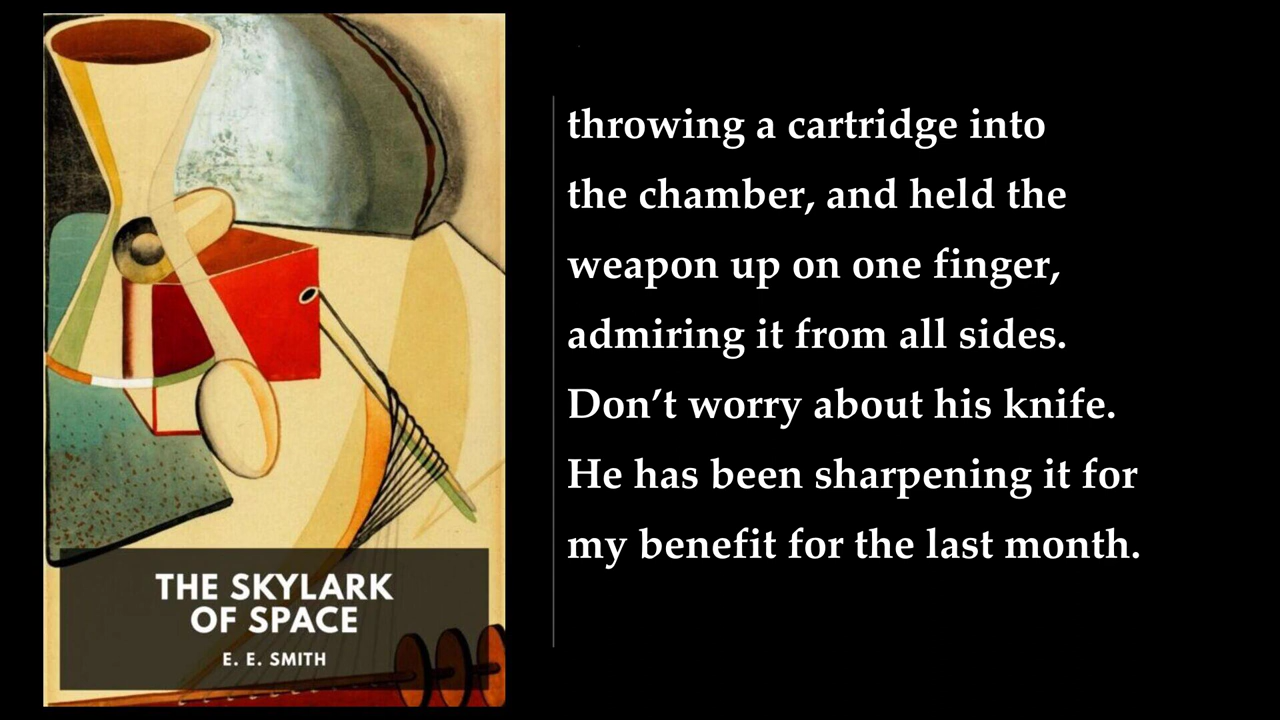 THE SKYLARK
OF SPACE
E. E. SMITH
throwing a cartridge into
the chamber, and held the
weapon up on one finger,
admiring it from all sides.
Don’t worry about his knife.
He has been sharpening it for
my benefit for the last month.